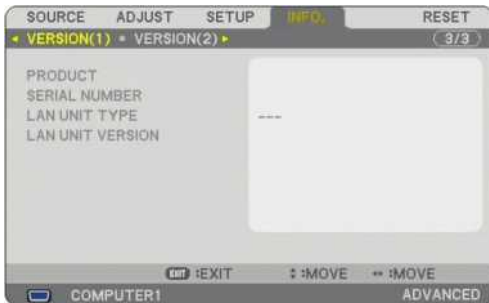 SOURCE ADJUST SETUP INFO. RESET
VERSION(1) • VERSION(2) 3/3
PRODUCT
SERIAL NUMBER
LAN UNIT TYPE ---
LAN UNIT VERSION
EXIT :EXIT :MOVE :MOVE
COMPUTER1 ADVANCED